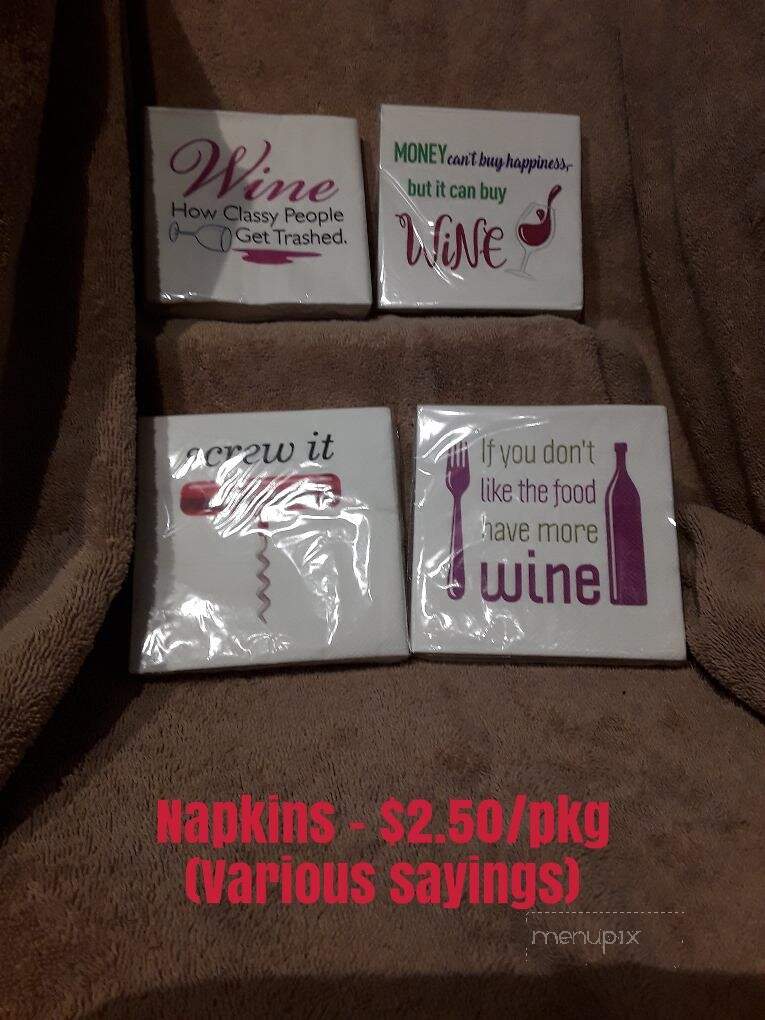 Wine
How Classy People
Get Trashed.
MONEY can't buy happiness,
but it can buy
WiNE
screw it
If you don't
like the food
have more
wine
Napkins - $2.50/pkg
(Various sayings)
menupix